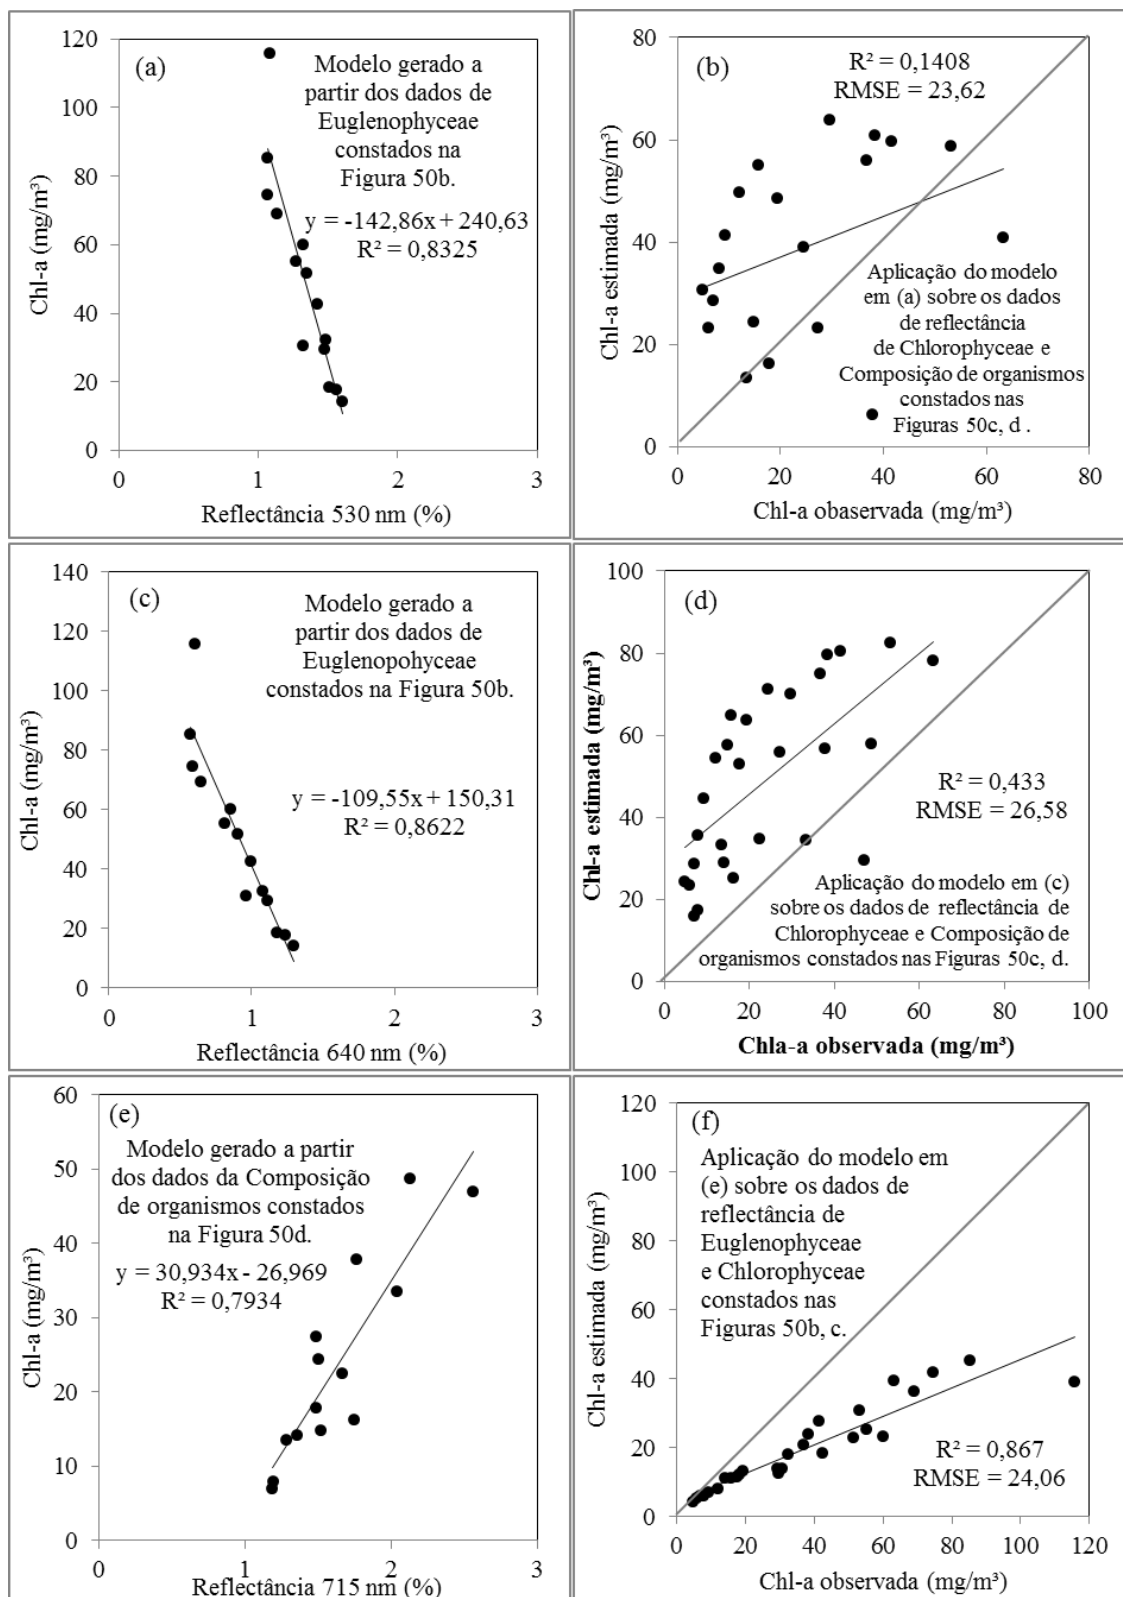 (a)
Modelo gerado a
partir dos dados de
Euglenophyceae
constados na
Figura 50b.
y = -142,86x + 240,63
R² = 0,8325
Chl-a (mg/m³)
120
100
80
60
40
20
0
0 1 2 3
Reflectância 530 nm (%)
(b)
R² = 0,1408
RMSE = 23,62
Aplicação do modelo
em (a) sobre os dados
de reflectância
de Chlorophyceae e
Composição de organismos
constados nas
Figuras 50c, d .
Chl-a estimada (mg/m³)
80
60
40
20
0
0 20 40 60 80
Chl-a obaservada (mg/m³)
(c)
Modelo gerado a
partir dos dados de
Euglenopohyceae
constados na Figura 50b.
y = -109,55x + 150,31
R² = 0,8622
Chl-a (mg/m³)
140
120
100
80
60
40
20
0
0 1 2 3
Reflectância 640 nm (%)
(d)
R² = 0,433
RMSE = 26,58
Aplicação do modelo em (c)
sobre os dados de reflectância de
Chlorophyceae e Composição de
organismos constados nas Figuras 50c, d.
Chl-a estimada (mg/m³)
100
80
60
40
20
0
0 20 40 60 80 100
Chla-a observada (mg/m³)
(e)
Modelo gerado a partir
dos dados da Composição
de organismos constados
na Figura 50d.
y = 30,934x - 26,969
R² = 0,7934
Chl-a (mg/m³)
60
50
40
30
20
10
0
0 1 2 3
Reflectância 715 nm (%)
(f)
Aplicação do modelo em
(e) sobre os dados de
reflectância de
Euglenophyceae
e Chlorophyceae
constados nas
Figuras 50b, c.
R² = 0,867
RMSE = 24,06
Chl-a estimada (mg/m³)
120
100
80
60
40
20
0
0 20 40 60 80 100 120
Chl-a observada (mg/m³)